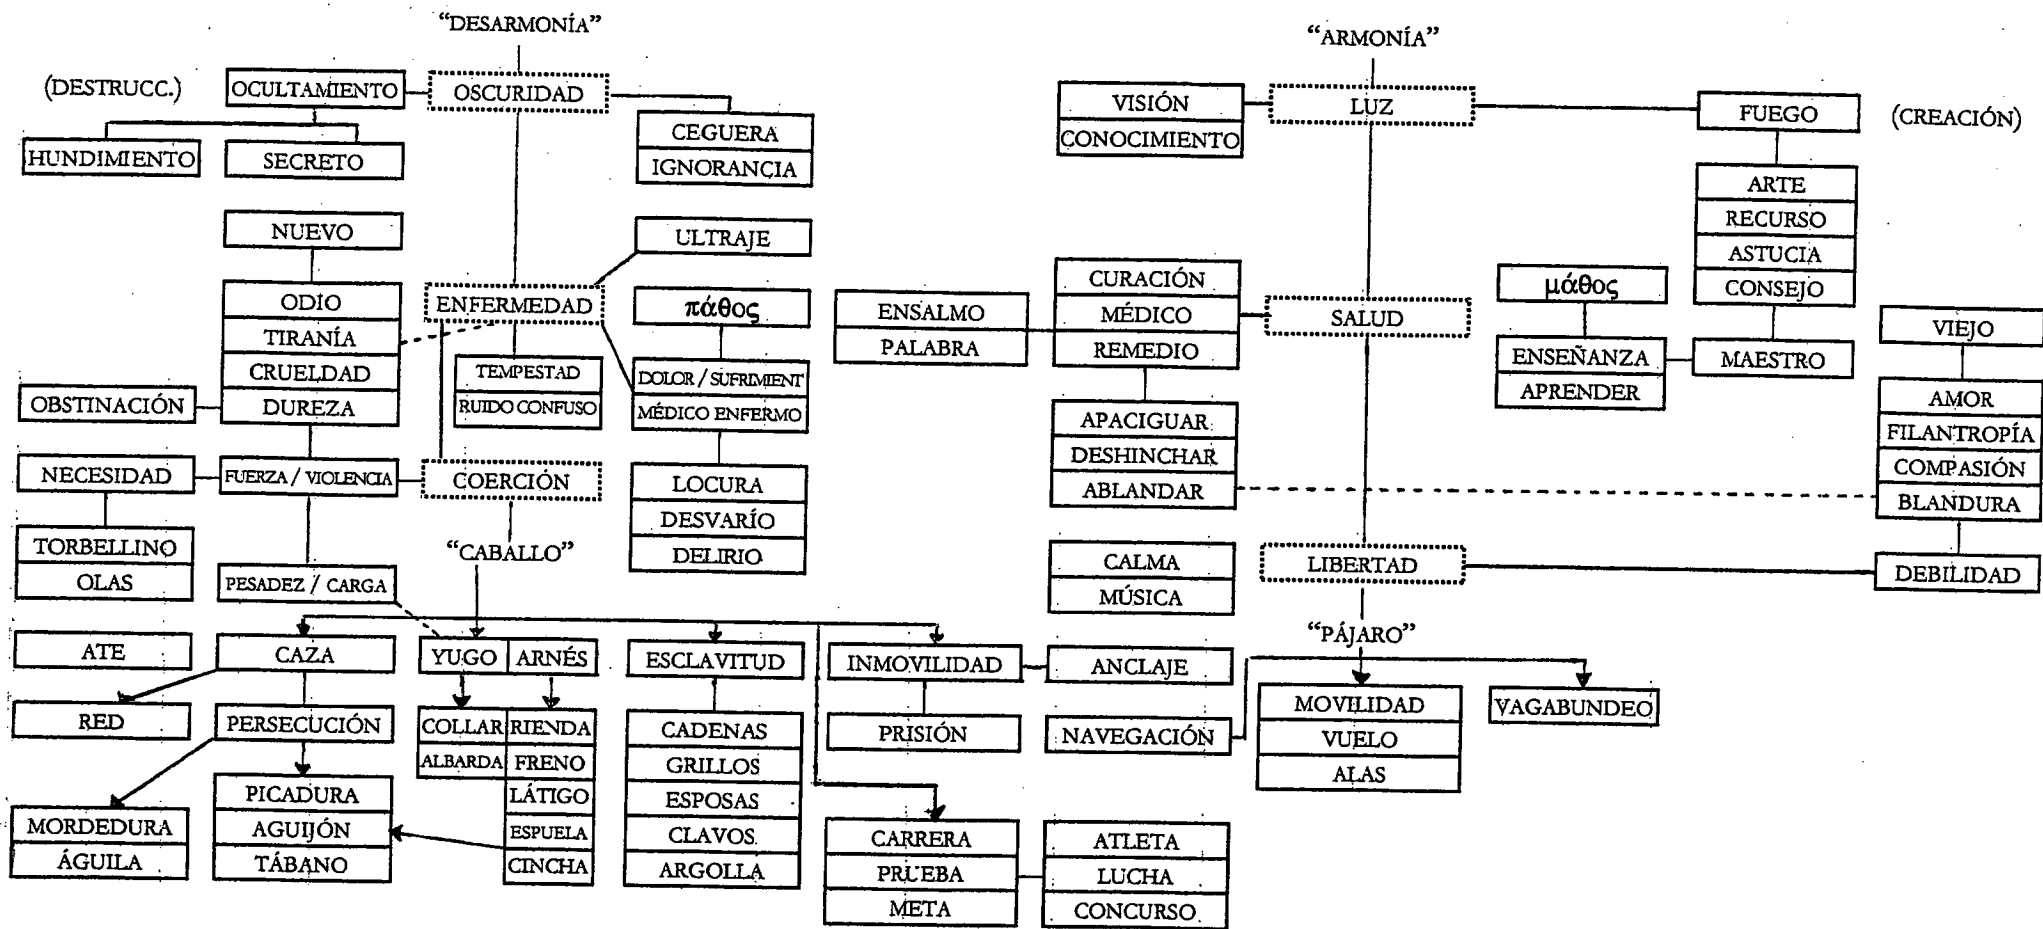 “DESARMONÍA”
(DESTRUCC.)
OCULTAMIENTO
OSCURIDAD
HUNDIMIENTO
SECRETO
CEGUERA
IGNORANCIA
NUEVO
ULTRAJE
ODIO
TIRANÍA
CRUELDAD
DUREZA
OBSTINACIÓN
ENFERMEDAD
TEMPESTAD
RUIDO CONFUSO
πάθος
DOLOR / SUFRIMIENT
MÉDICO ENFERMO
LOCURA
DESVARÍO
DELIRIO
NECESIDAD
FUERZA / VIOLENCIA
COERCIÓN
TORBELLINO
OLAS
PESADEZ / CARGA
“CABALLO”
ATE
CAZA
RED
PERSECUCIÓN
MORDEDURA
ÁGUILA
PICADURA
AGUIJÓN
TÁBANO
YUGO
ARNÉS
COLLAR
ALBARDA
RIENDA
FRENO
LÁTIGO
ESPUELA
CINCHA
ESCLAVITUD
CADENAS
GRILLOS
ESPOSAS
CLAVOS
ARGOLLA
INMOVILIDAD
PRISIÓN
ANCLAJE
CARRERA
PRUEBA
META
ATLETA
LUCHA
CONCURSO
“ARMONÍA”
VISIÓN
CONOCIMIENTO
LUZ
FUEGO
(CREACIÓN)
ARTE
RECURSO
ASTUCIA
CONSEJO
MAESTRO
μάθος
ENSEÑANZA
APRENDER
ENSALMO
PALABRA
CURACIÓN
MÉDICO
REMEDIO
SALUD
APACIGUAR
DESHINCHAR
ABLANDAR
VIEJO
AMOR
FILANTROPÍA
COMPASIÓN
BLANDURA
DEBILIDAD
CALMA
MÚSICA
LIBERTAD
“PÁJARO”
NAVEGACIÓN
MOVILIDAD
VUELO
ALAS
VAGABUNDEO